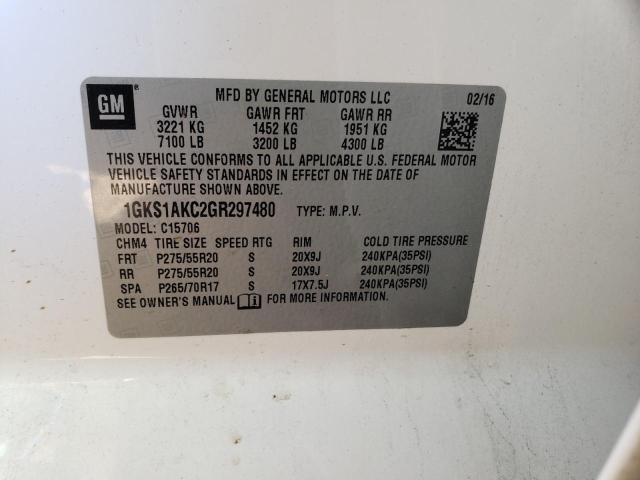 GM
MFD BY GENERAL MOTORS LLC 02/16
GVWR GAWR FRT GAWR RR
3221 KG 1452 KG 1951 KG
7100 LB 3200 LB 4300 LB
THIS VEHICLE CONFORMS TO ALL APPLICABLE U.S. FEDERAL MOTOR
VEHICLE SAFETY STANDARDS IN EFFECT ON THE DATE OF
MANUFACTURE SHOWN ABOVE.
1GKS1AKC2GR297480 TYPE: M.P.V.
MODEL: C15706
CHM4 TIRE SIZE SPEED RTG RIM COLD TIRE PRESSURE
FRT P275/55R20 S 20X9J 240KPA(35PSI)
RR P275/55R20 S 20X9J 240KPA(35PSI)
SPA P265/70R17 S 17X7.5J 240KPA(35PSI)
SEE OWNER'S MANUAL FOR MORE INFORMATION.